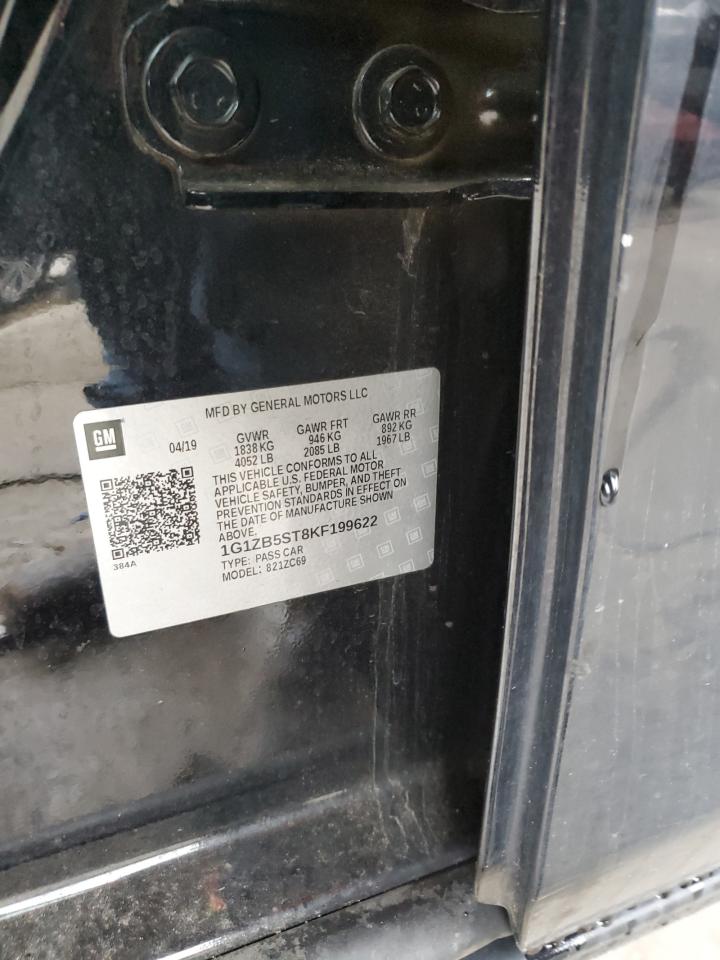 MFD BY GENERAL MOTORS LLC
GM
04/19
GVWR
1838 KG
4052 LB
GAWR FRT
946 KG
2085 LB
GAWR RR
892 KG
1967 LB
THIS VEHICLE CONFORMS TO ALL
APPLICABLE U.S. FEDERAL MOTOR
VEHICLE SAFETY, BUMPER, AND THEFT
PREVENTION STANDARDS IN EFFECT ON
THE DATE OF MANUFACTURE SHOWN
ABOVE.
1G1ZB5ST8KF199622
TYPE: PASS CAR
MODEL: 821ZC69
384A